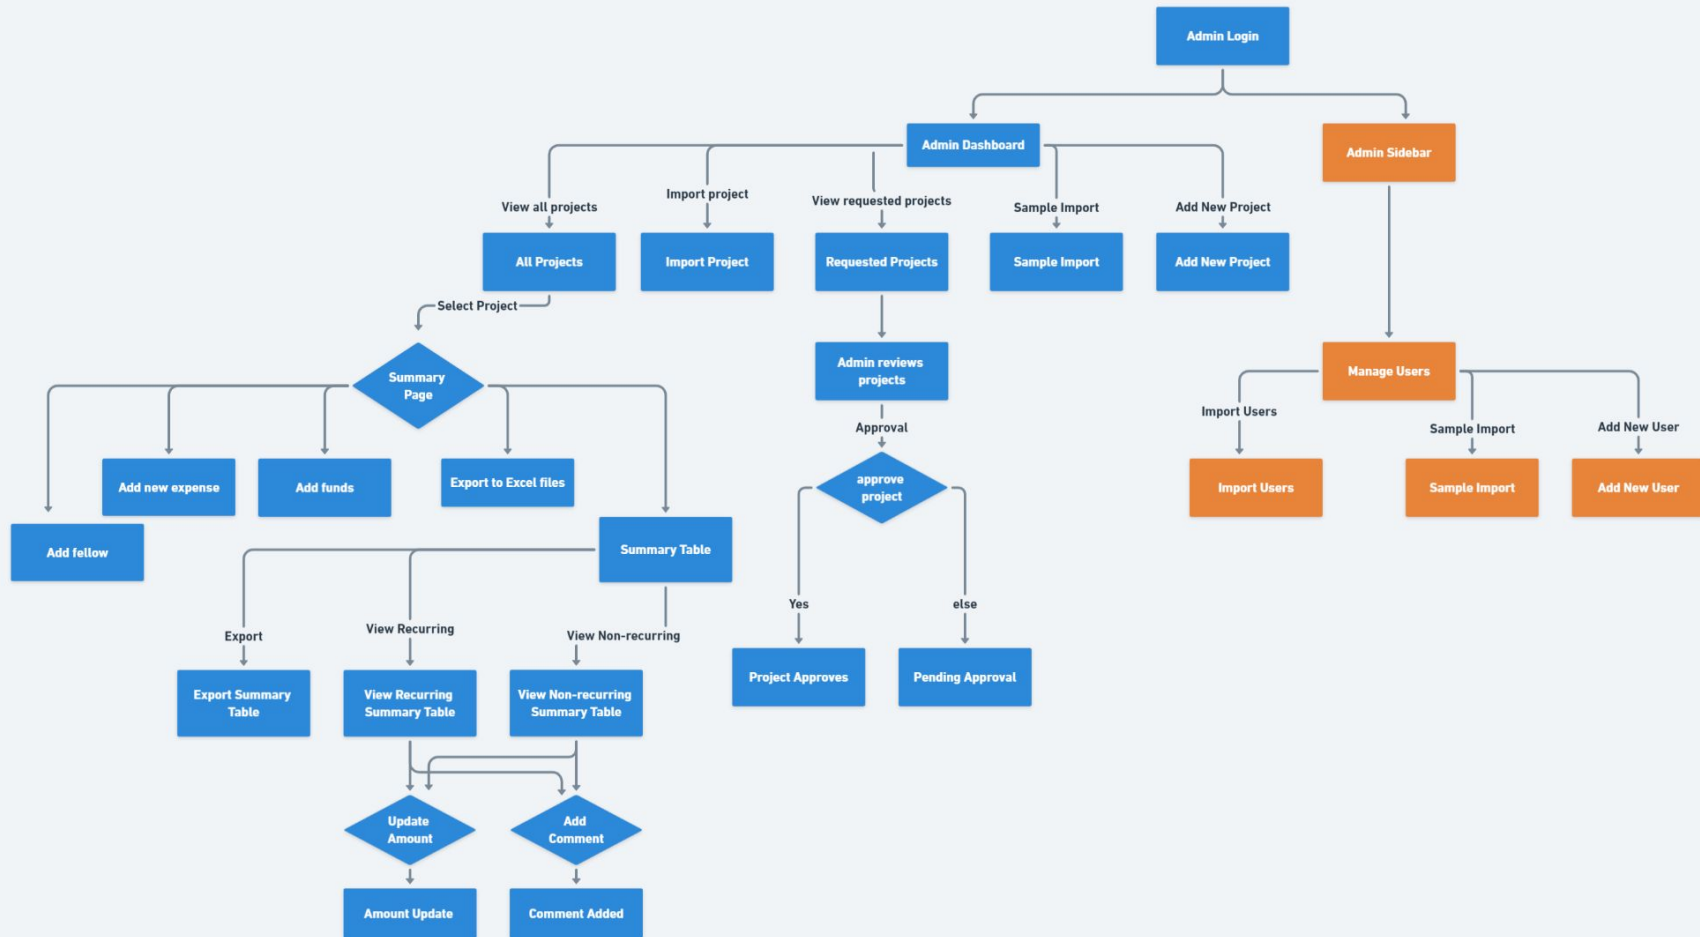 Admin Login
Admin Dashboard
Admin Sidebar
View all projects
Import project
View requested projects
Sample Import
Add New Project
All Projects
Import Project
Requested Projects
Sample Import
Add New Project
Select Project
Summary
Page
Admin reviews
projects
Manage Users
Import Users
Approval
Sample Import
Add New User
Add new expense
Add funds
Export to Excel files
approve
project
Import Users
Sample Import
Add New User
Add fellow
Summary Table
Yes
else
Export
View Recurring
View Non-recurring
Project Approves
Pending Approval
Export Summary
Table
View Recurring
Summary Table
View Non-recurring
Summary Table
Update
Amount
Add
Comment
Amount Update
Comment Added